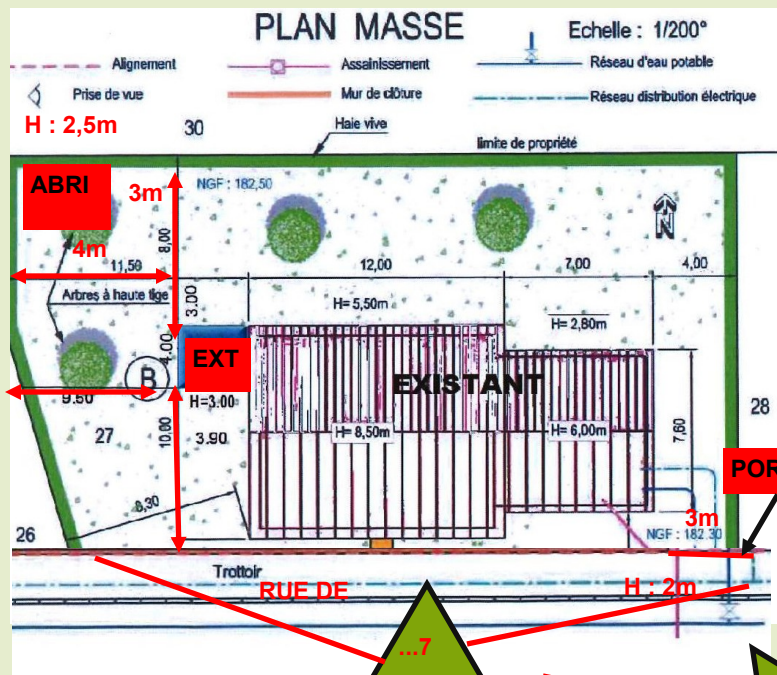 PLAN MASSE
Echelle : 1/200°
Alignement
Assainissement
Réseau d'eau potable
Prise de vue
Mur de clôture
Réseau distribution électrique
H : 2,5m
30
Haie vive
limite de propriété
ABRI
3m
NGF : 182,50
N
4m
8,00
11,50
12,00
7,00
4,00
Arbres à haute tige
3.00
H= 5,50m
H= 2,80m
4.00
EXT
EXISTANT
B
9.50
H=3.00
28
27
10,00
3.90
H= 8,50m
H= 6,00m
7,60
POR
8,30
3m
26
NGF : 182.30
Trottoir
RUE DE
H : 2m
...7